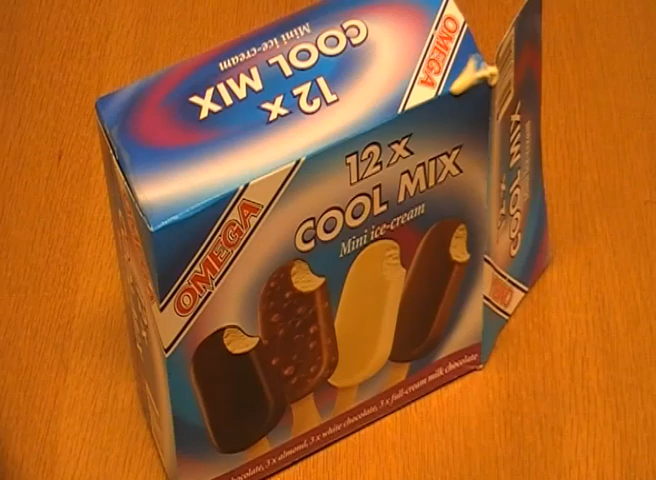 COOL MIX
Mini ice-cream
12 x
OMEGA
12 x
COOL MIX
Mini ice-cream
OMEGA
3 x almond, 3 x white chocolate, 3 x full-cream milk chocolate
COOL MIX